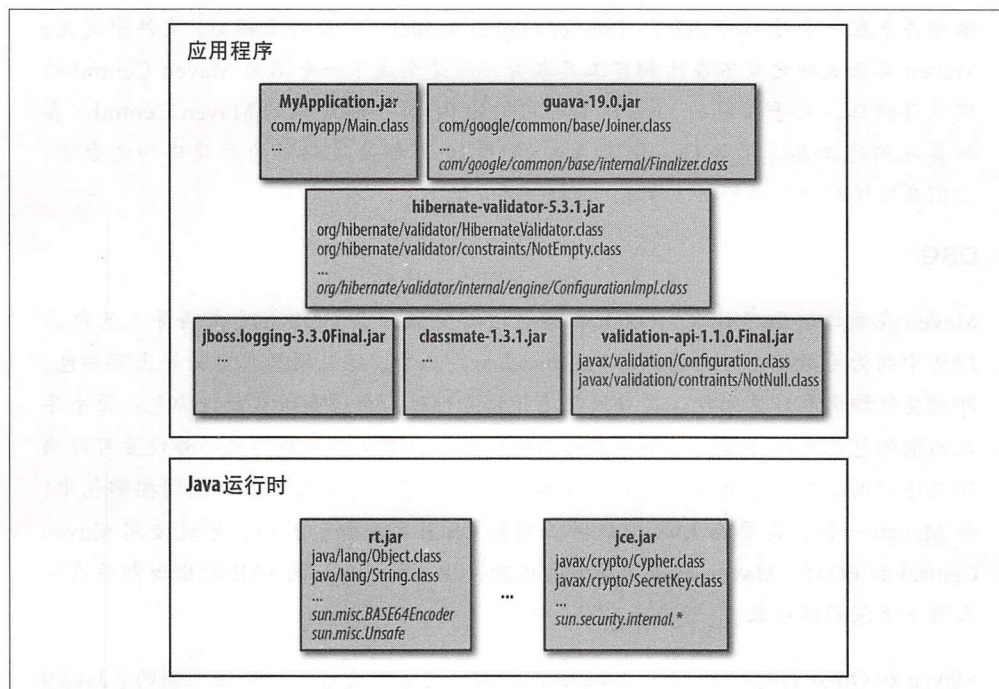 应用程序
MyApplication.jar
com/myapp/Main.class
...
guava-19.0.jar
com/google/common/base/Joiner.class
...
com/google/common/base/internal/Finalizer.class
hibernate-validator-5.3.1.jar
org/hibernate/validator/HibernateValidator.class
org/hibernate/validator/constraints/NotEmpty.class
...
org/hibernate/validator/internal/engine/ConfigurationImpl.class
jboss.logging-3.3.0Final.jar
...
classmate-1.3.1.jar
...
validation-api-1.1.0.Final.jar
javax/validation/Configuration.class
javax/validation/contraints/NotNull.class
Java运行时
rt.jar
java/lang/Object.class
java/lang/String.class
...
sun.misc.BASE64Encoder
sun.misc.Unsafe
...
jce.jar
javax/crypto/Cypher.class
javax/crypto/SecretKey.class
...
sun.security.internal.*